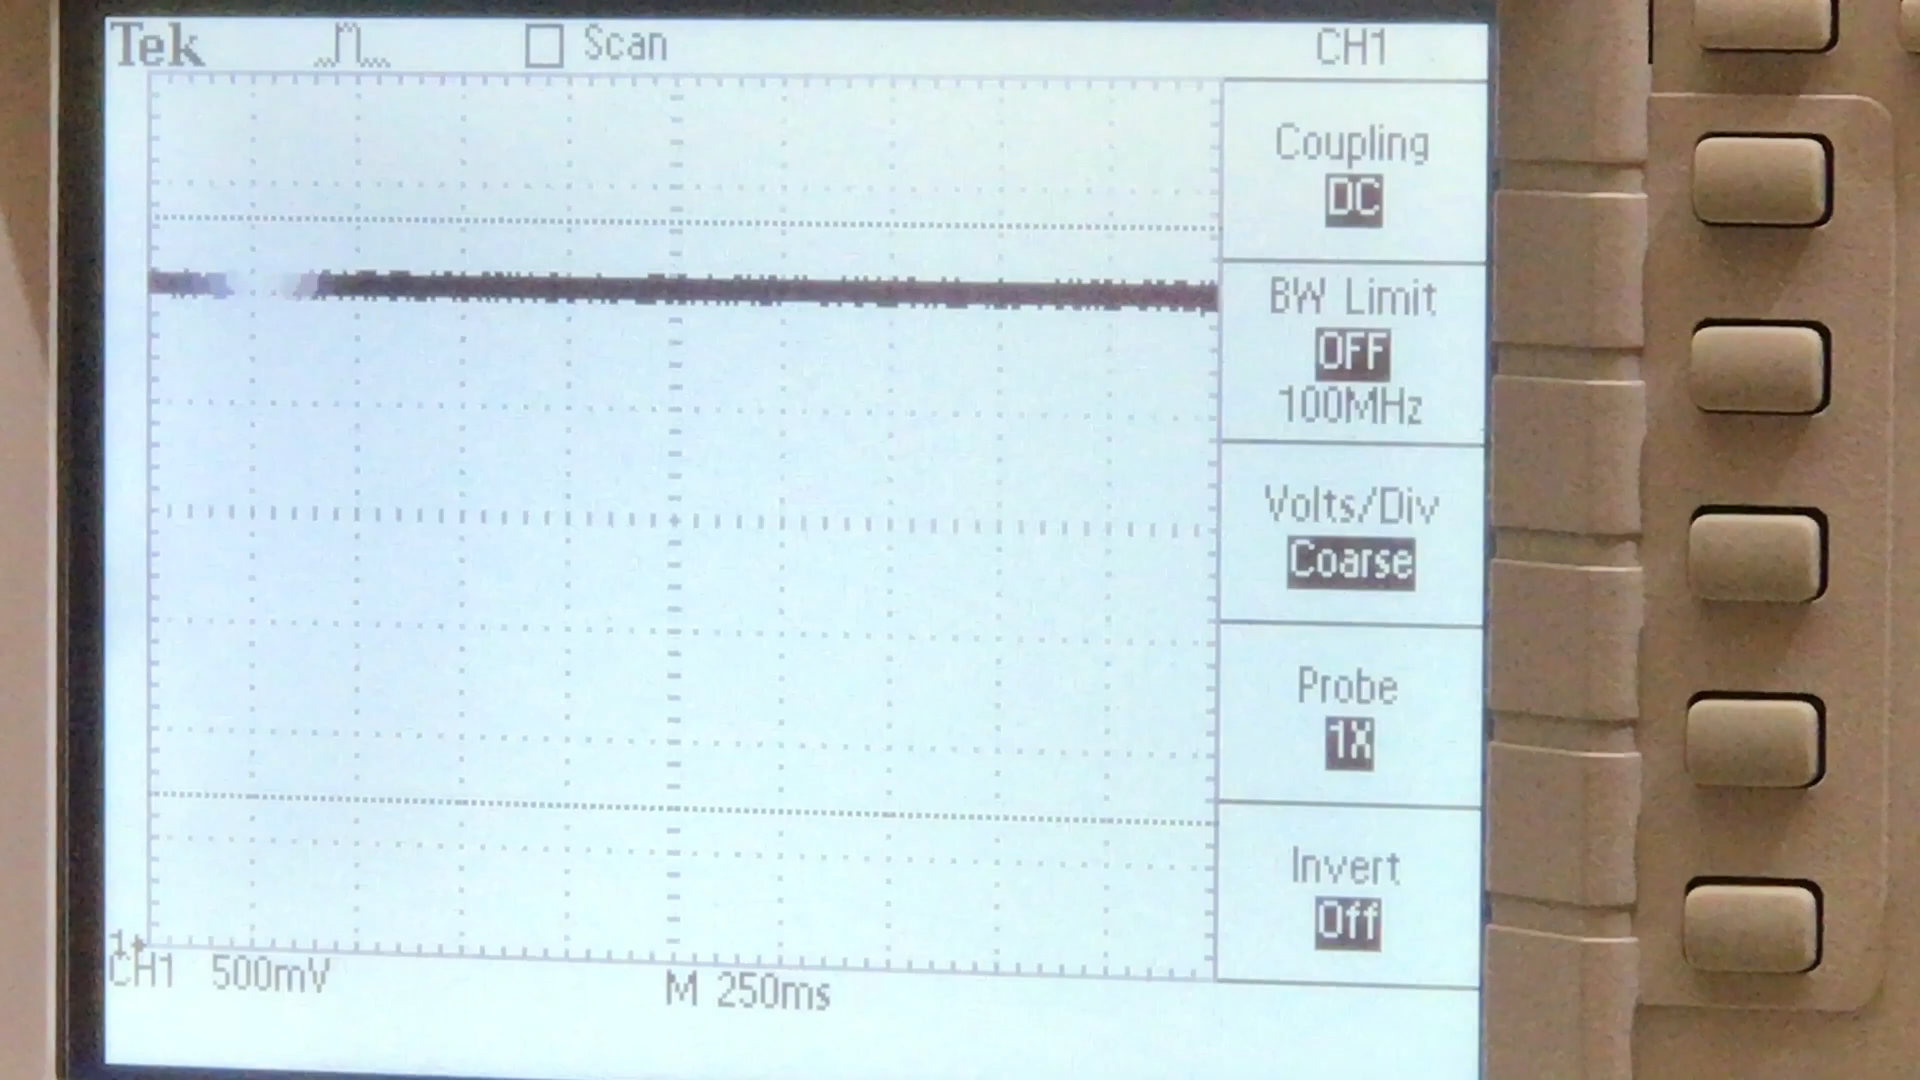 Tek Scan CH1
Coupling
DC
BW Limit
OFF
100MHz
Volts/Div
Coarse
Probe
1X
Invert
Off
1
CH1 500mV M 250ms